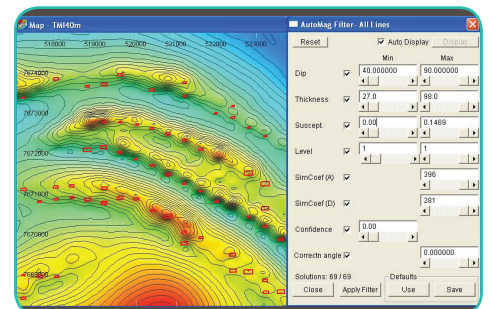 Map - TMI40m
518000 519000 520000 521000 522000 523000
7674000
7673000
7672000
7671000
7670000
7669000
AutoMag Filter- All Lines
Reset Auto Display Display
Min Max
Dip 40.000000 90.000000
Thickness 27.0 98.0
Suscept. 0.00 0.1469
Level 1 1
SimCoef (A) 396
SimCoef (D) 281
Confidence 0.00
Correctn angle 0.000000
Solutions: 69 / 69 Defaults
Close Apply Filter Use Save